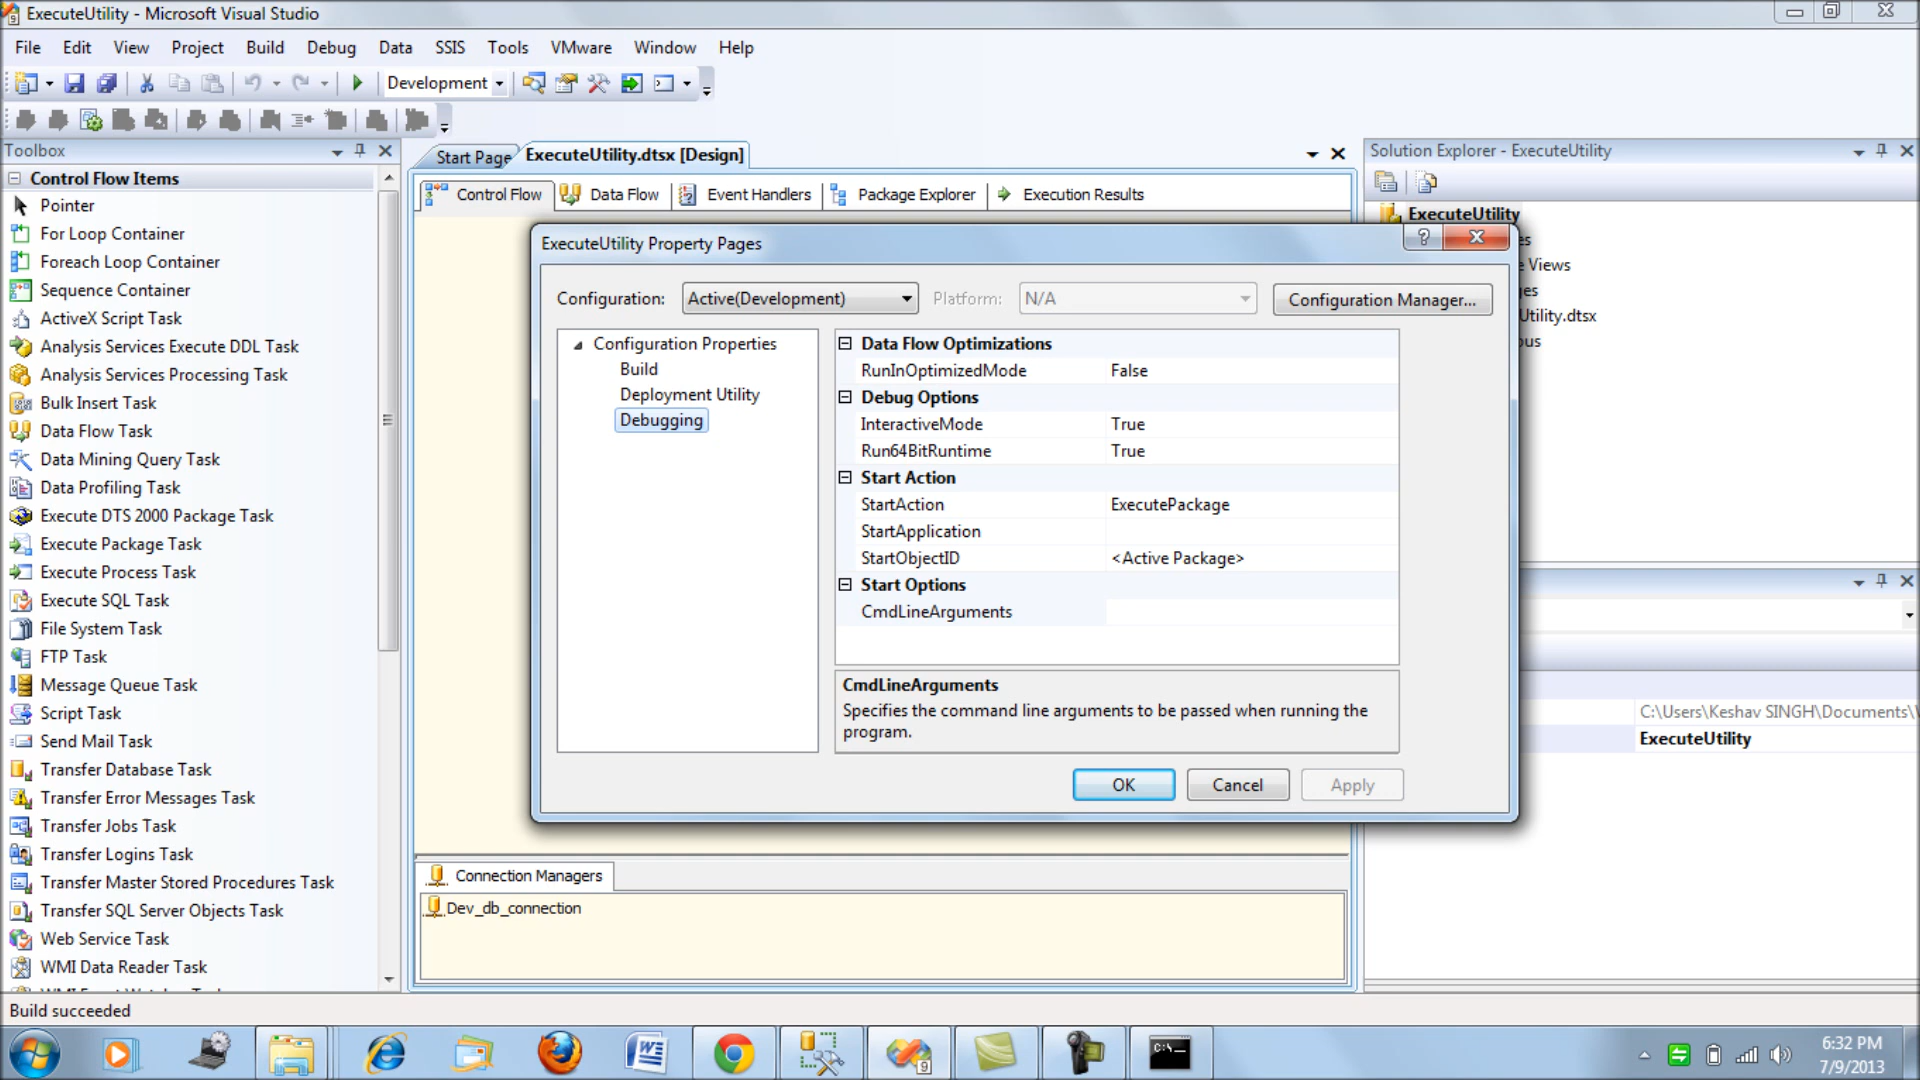 ExecuteUtility - Microsoft Visual Studio
File Edit View Project Build Debug Data SSIS Tools VMware Window Help
Development
Toolbox
Control Flow Items
Pointer
For Loop Container
Foreach Loop Container
Sequence Container
ActiveX Script Task
Analysis Services Execute DDL Task
Analysis Services Processing Task
Bulk Insert Task
Data Flow Task
Data Mining Query Task
Data Profiling Task
Execute DTS 2000 Package Task
Execute Package Task
Execute Process Task
Execute SQL Task
File System Task
FTP Task
Message Queue Task
Script Task
Send Mail Task
Transfer Database Task
Transfer Error Messages Task
Transfer Jobs Task
Transfer Logins Task
Transfer Master Stored Procedures Task
Transfer SQL Server Objects Task
Web Service Task
WMI Data Reader Task
Start Page ExecuteUtility.dtsx [Design]
Control Flow Data Flow Event Handlers Package Explorer Execution Results
ExecuteUtility Property Pages
Configuration: Active(Development) Platform: N/A Configuration Manager...
Configuration Properties
Build
Deployment Utility
Debugging
Data Flow Optimizations
RunInOptimizedMode False
Debug Options
InteractiveMode True
Run64BitRuntime True
Start Action
StartAction ExecutePackage
StartApplication
StartObjectID <Active Package>
Start Options
CmdLineArguments
CmdLineArguments
Specifies the command line arguments to be passed when running the
program.
OK Cancel Apply
Connection Managers
Dev_db_connection
Solution Explorer - ExecuteUtility
ExecuteUtility
es
e Views
ges
Utility.dtsx
ous
C:\Users\Keshav SINGH\Documents\
ExecuteUtility
Build succeeded
9
C:\
6:32 PM
7/9/2013